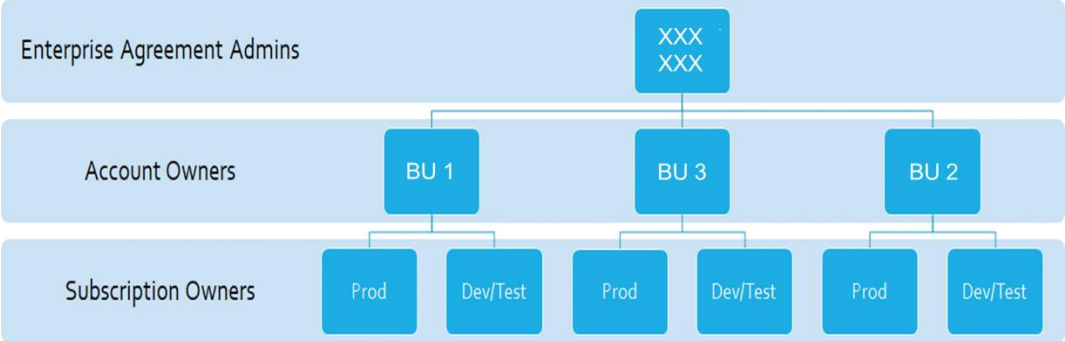 Enterprise Agreement Admins
XXX
XXX
Account Owners
BU 1
BU 3
BU 2
Subscription Owners
Prod
Dev/Test
Prod
Dev/Test
Prod
Dev/Test